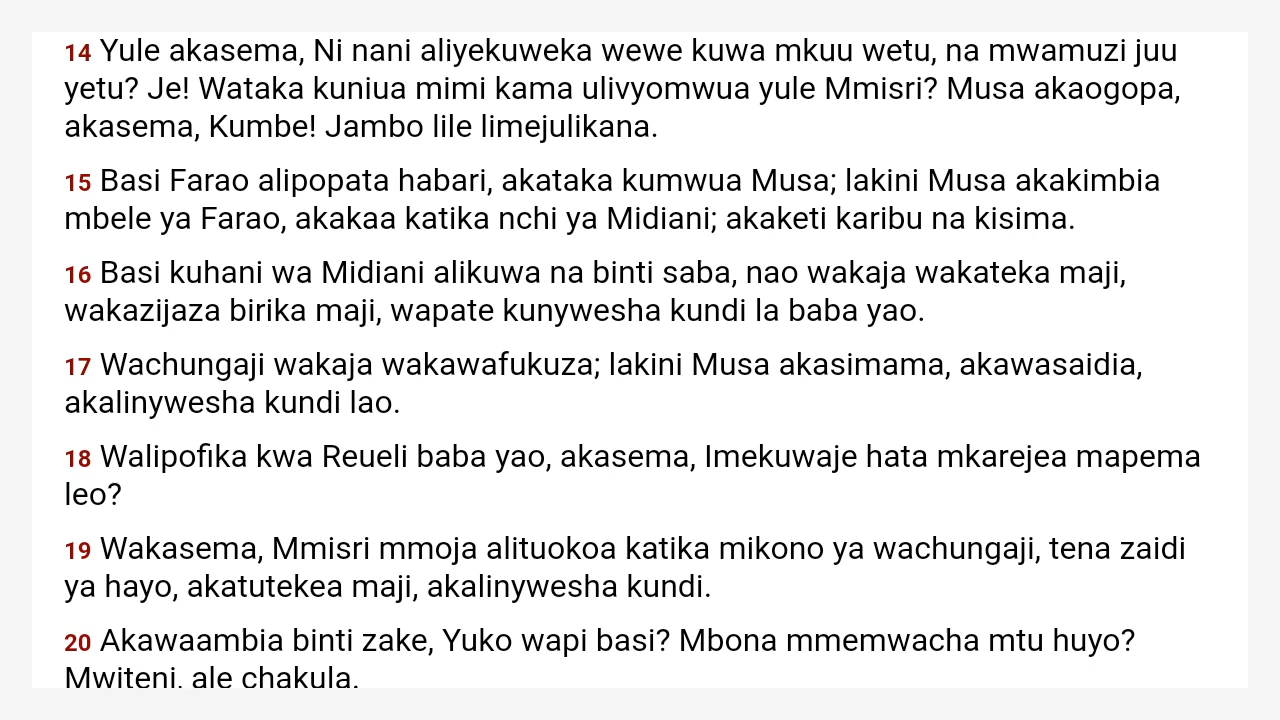 14 Yule akasema, Ni nani aliyekuweka wewe kuwa mkuu wetu, na mwamuzi juu
yetu? Je! Wataka kuniua mimi kama ulivyomwua yule Mmisri? Musa akaogopa,
akasema, Kumbe! Jambo lile limejulikana.
15 Basi Farao alipopata habari, akataka kumwua Musa; lakini Musa akakimbia
mbele ya Farao, akakaa katika nchi ya Midiani; akaketi karibu na kisima.
16 Basi kuhani wa Midiani alikuwa na binti saba, nao wakaja wakateka maji,
wakazijaza birika maji, wapate kunywesha kundi la baba yao.
17 Wachungaji wakaja wakawafukuza; lakini Musa akasimama, akawasaidia,
akalinywesha kundi lao.
18 Walipofika kwa Reueli baba yao, akasema, Imekuwaje hata mkarejea mapema
leo?
19 Wakasema, Mmisri mmoja alituokoa katika mikono ya wachungaji, tena zaidi
ya hayo, akatutekea maji, akalinywesha kundi.
20 Akawaambia binti zake, Yuko wapi basi? Mbona mmemwacha mtu huyo?
Mwiteni, ale chakula.